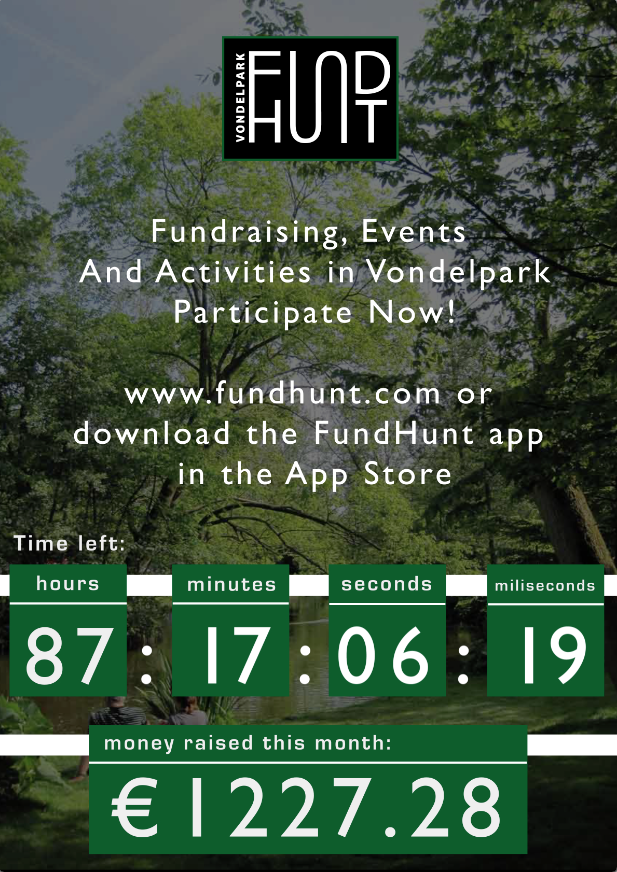 VONDELPARK
FUND
HUNT
Fundraising, Events
And Activities in Vondelpark
Participate Now!
www.fundhunt.com or
download the FundHunt app
in the App Store
Time left:
hours minutes seconds miliseconds
87 : 17 : 06 : 19
money raised this month:
€1227.28